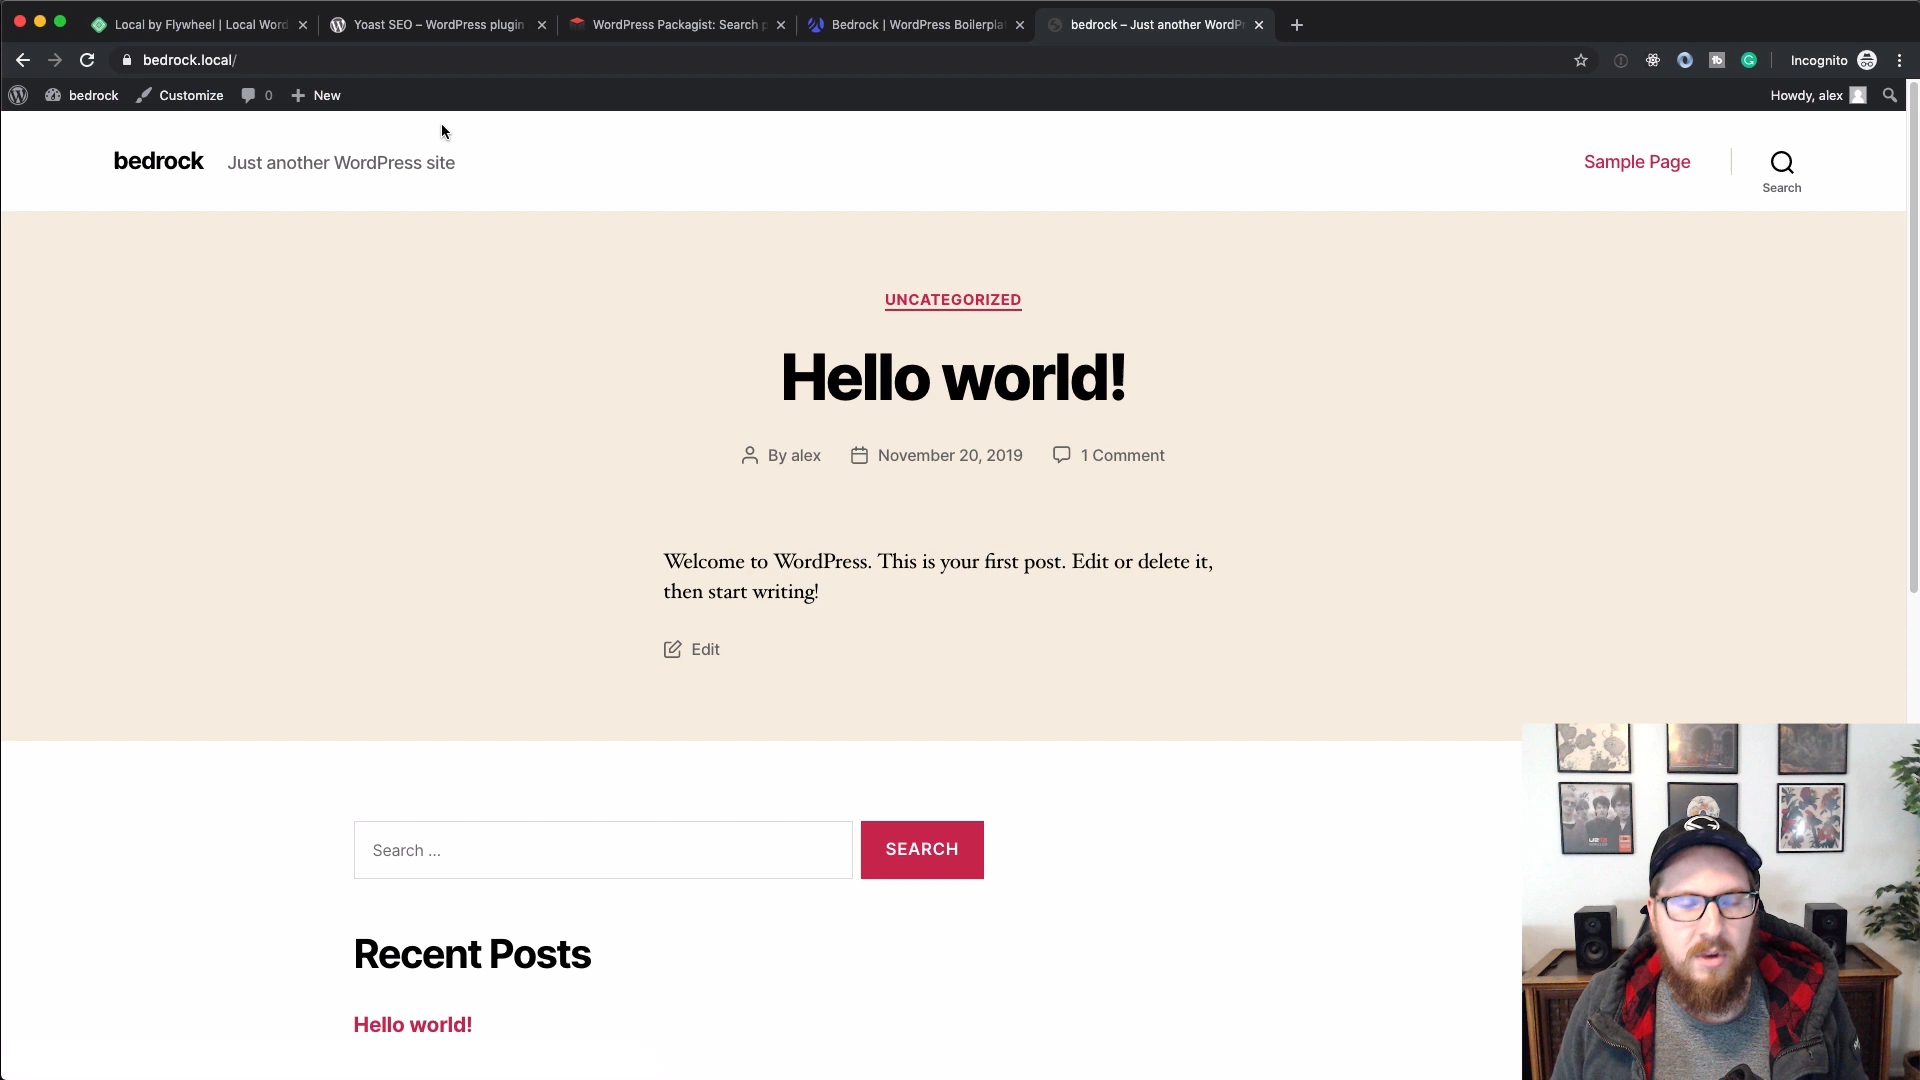 Local by Flywheel | Local Word
Yoast SEO – WordPress plugin
WordPress Packagist: Search p
Bedrock | WordPress Boilerpla
bedrock – Just another WordPr
bedrock.local/
Incognito
bedrock
Customize
0
New
Howdy, alex
bedrock
Just another WordPress site
Sample Page
Search
UNCATEGORIZED
Hello world!
By alex
November 20, 2019
1 Comment
Welcome to WordPress. This is your first post. Edit or delete it,
then start writing!
Edit
Search …
SEARCH
Recent Posts
Hello world!
U2